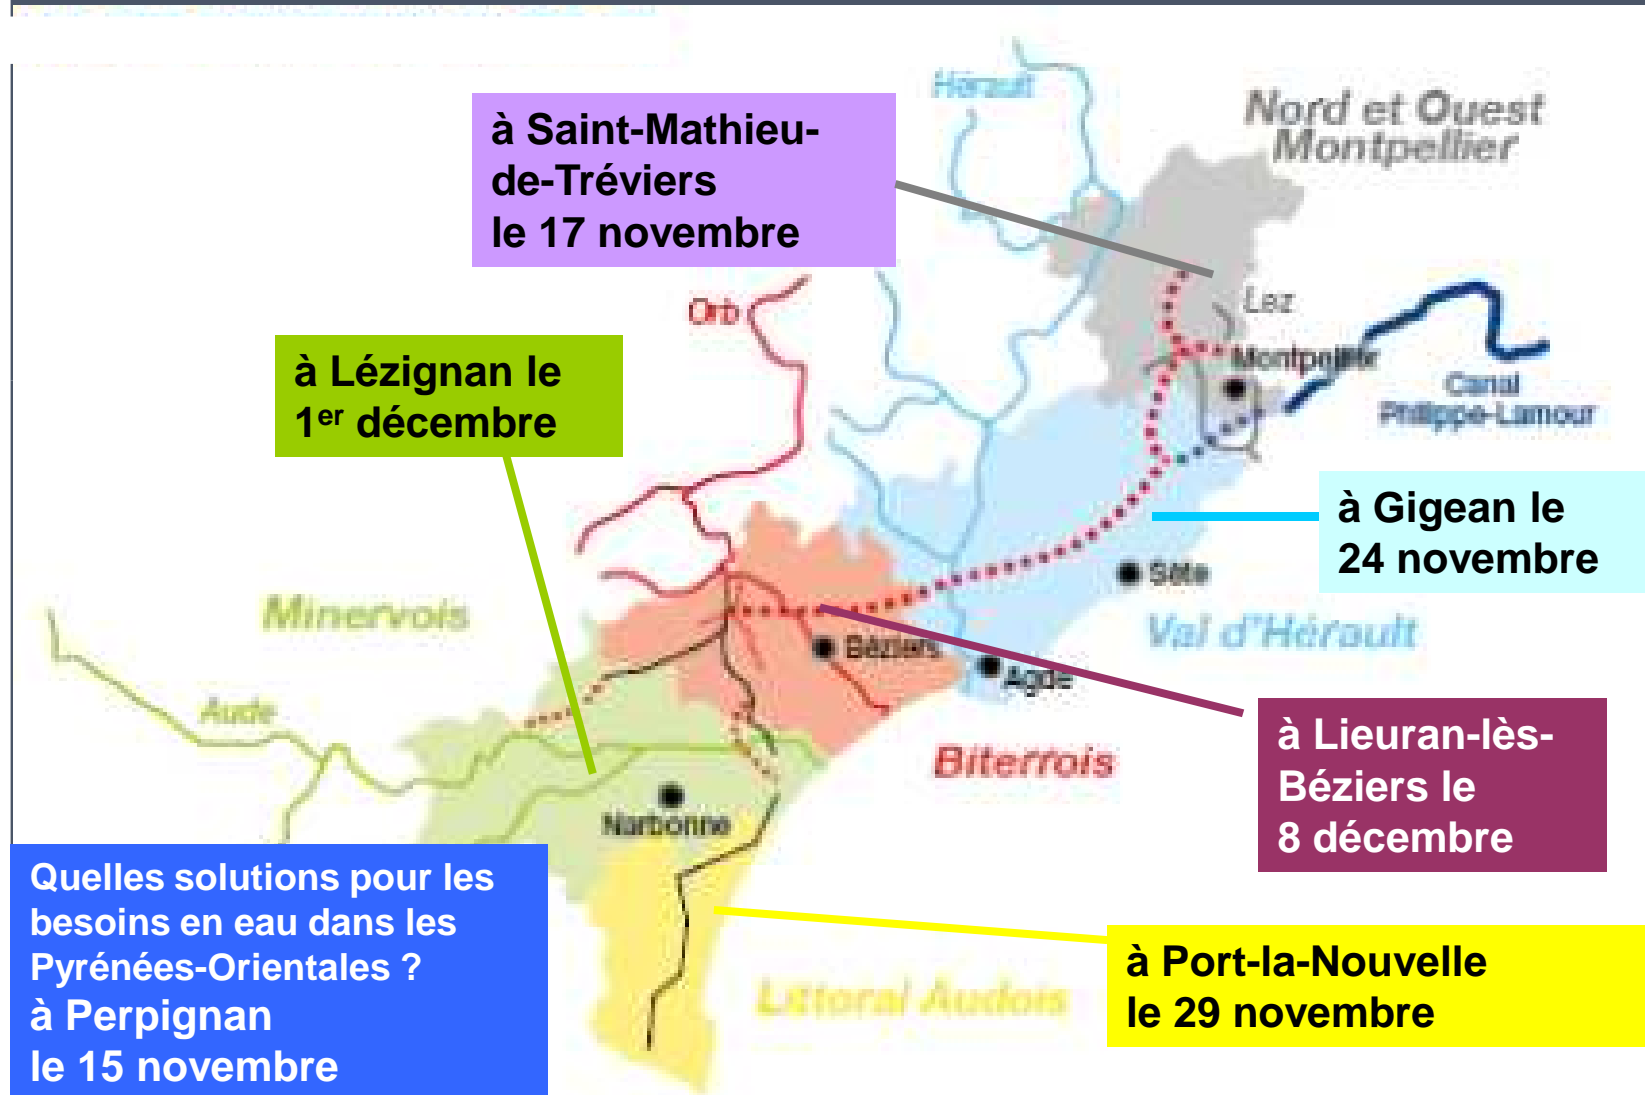 Hérault
Nord et Ouest
Montpellier
à Saint-Mathieu-
de-Tréviers
le 17 novembre
Orb
Lez
à Lézignan le
1er décembre
Montpellier
Canal
Philippe-Lamour
à Gigean le
24 novembre
Sète
Minervois
Val d'Hérault
Béziers
Agde
Aude
à Lieuran-lès-
Béziers le
8 décembre
Biterrois
Narbonne
Quelles solutions pour les
besoins en eau dans les
Pyrénées-Orientales ?
à Perpignan
le 15 novembre
Littoral Audois
à Port-la-Nouvelle
le 29 novembre